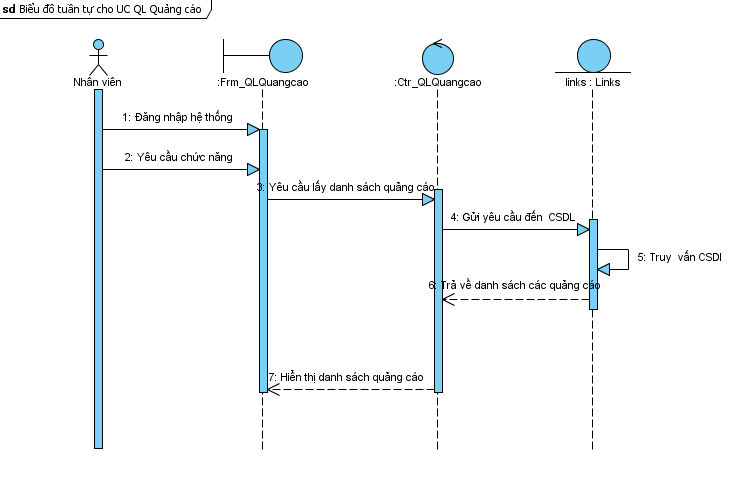 sd Biểu đồ tuần tự cho UC QL Quảng cáo
Nhân viên
:Frm_QLQuangcao
:Ctr_QLQuangcao
links : Links
1: Đăng nhập hệ thống
2: Yêu cầu chức năng
3: Yêu cầu lấy danh sách quảng cáo
4: Gửi yêu cầu đến CSDL
5: Truy vấn CSDl
6: Trả về danh sách các quảng cáo
7: Hiển thị danh sách quảng cáo